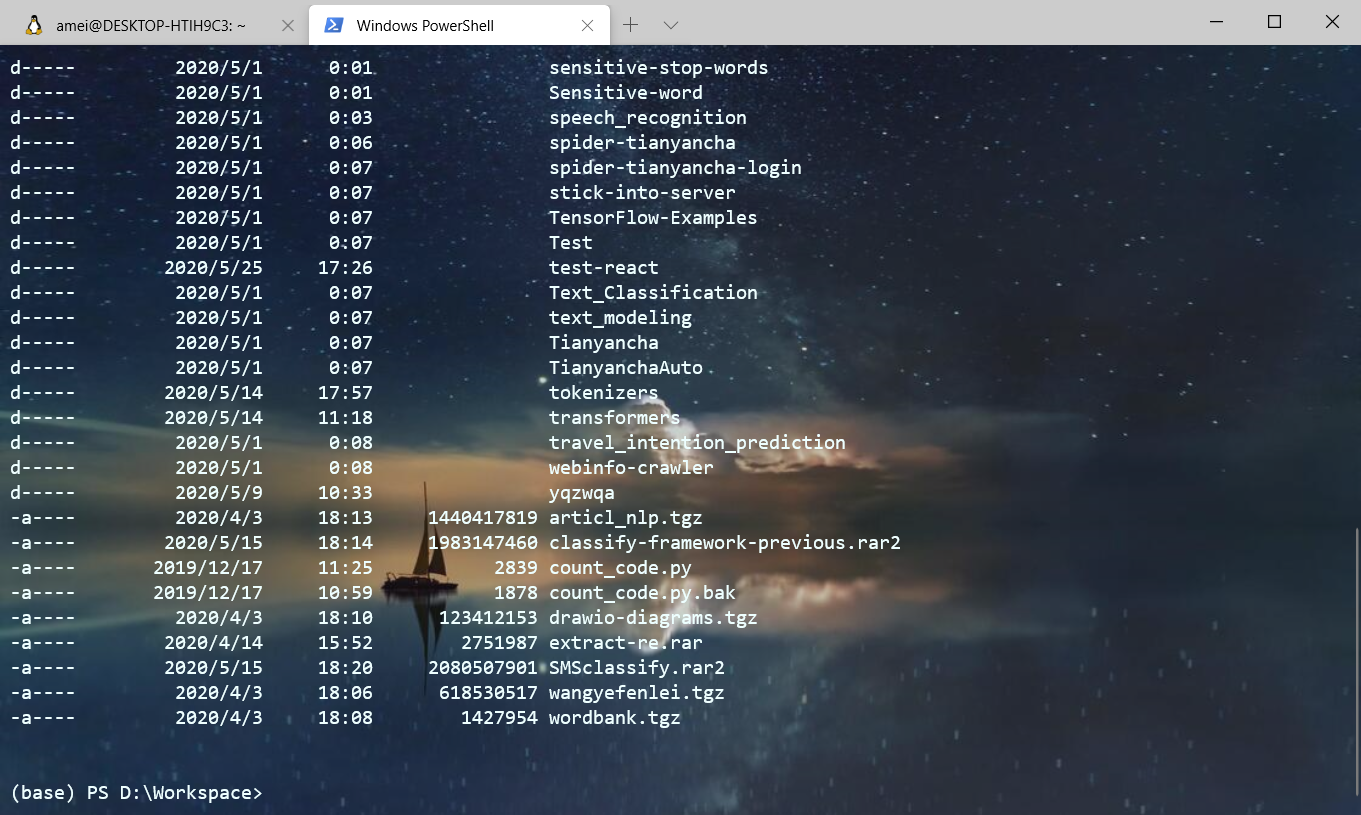 amei@DESKTOP-HTIH9C3: ~ Windows PowerShell
d----- 2020/5/1 0:01 sensitive-stop-words
d----- 2020/5/1 0:01 Sensitive-word
d----- 2020/5/1 0:03 speech_recognition
d----- 2020/5/1 0:06 spider-tianyancha
d----- 2020/5/1 0:07 spider-tianyancha-login
d----- 2020/5/1 0:07 stick-into-server
d----- 2020/5/1 0:07 TensorFlow-Examples
d----- 2020/5/1 0:07 Test
d----- 2020/5/25 17:26 test-react
d----- 2020/5/1 0:07 Text_Classification
d----- 2020/5/1 0:07 text_modeling
d----- 2020/5/1 0:07 Tianyancha
d----- 2020/5/1 0:07 TianyanchaAuto
d----- 2020/5/14 17:57 tokenizers
d----- 2020/5/14 11:18 transformers
d----- 2020/5/1 0:08 travel_intention_prediction
d----- 2020/5/1 0:08 webinfo-crawler
d----- 2020/5/9 10:33 yqzwqa
-a---- 2020/4/3 18:13 1440417819 articl_nlp.tgz
-a---- 2020/5/15 18:14 1983147460 classify-framework-previous.rar2
-a---- 2019/12/17 11:25 2839 count_code.py
-a---- 2019/12/17 10:59 1878 count_code.py.bak
-a---- 2020/4/3 18:10 123412153 drawio-diagrams.tgz
-a---- 2020/4/14 15:52 2751987 extract-re.rar
-a---- 2020/5/15 18:20 2080507901 SMSclassify.rar2
-a---- 2020/4/3 18:06 618530517 wangyefenlei.tgz
-a---- 2020/4/3 18:08 1427954 wordbank.tgz
(base) PS D:\Workspace>